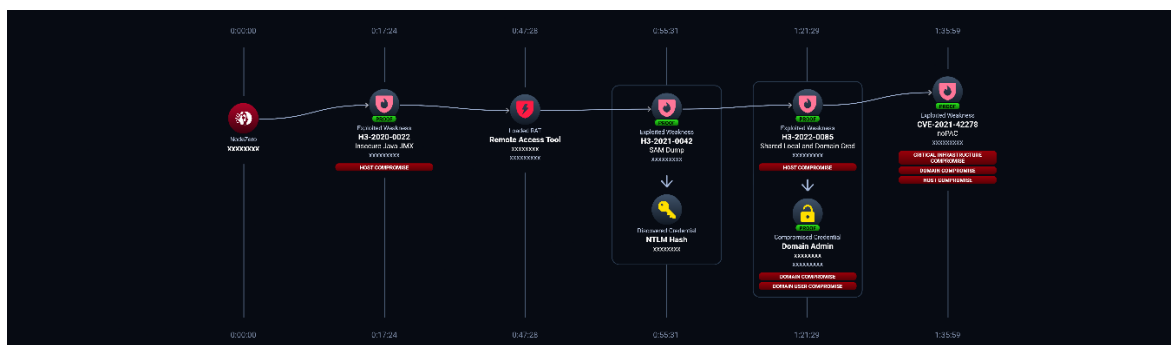 0:00:00
0:17:24
0:47:28
0:55:31
1:21:29
1:35:59
NodeZero
xxxxxxxx
PROOF
Exploited Weakness
H3-2020-0022
Insecure Java JMX
xxxxxxxxx
HOST COMPROMISE
Loaded RAT
Remote Access Tool
xxxxxxxx
xxxxxxxxx
PROOF
Exploited Weakness
H3-2021-0042
SAM Dump
xxxxxxxxx
Discovered Credential
NTLM Hash
xxxxxxxx
PROOF
Exploited Weakness
H3-2022-0085
Shared Local and Domain Cred
xxxxxxxxx
HOST COMPROMISE
PROOF
Compromised Credential
Domain Admin
xxxxxxxx
xxxxxxxxx
DOMAIN COMPROMISE
DOMAIN USER COMPROMISE
PROOF
Exploited Weakness
CVE-2021-42278
noPAC
xxxxxxxxx
CRITICAL INFRASTRUCTURE
COMPROMISE
DOMAIN COMPROMISE
HOST COMPROMISE
0:00:00
0:17:24
0:47:28
0:55:31
1:21:29
1:35:59